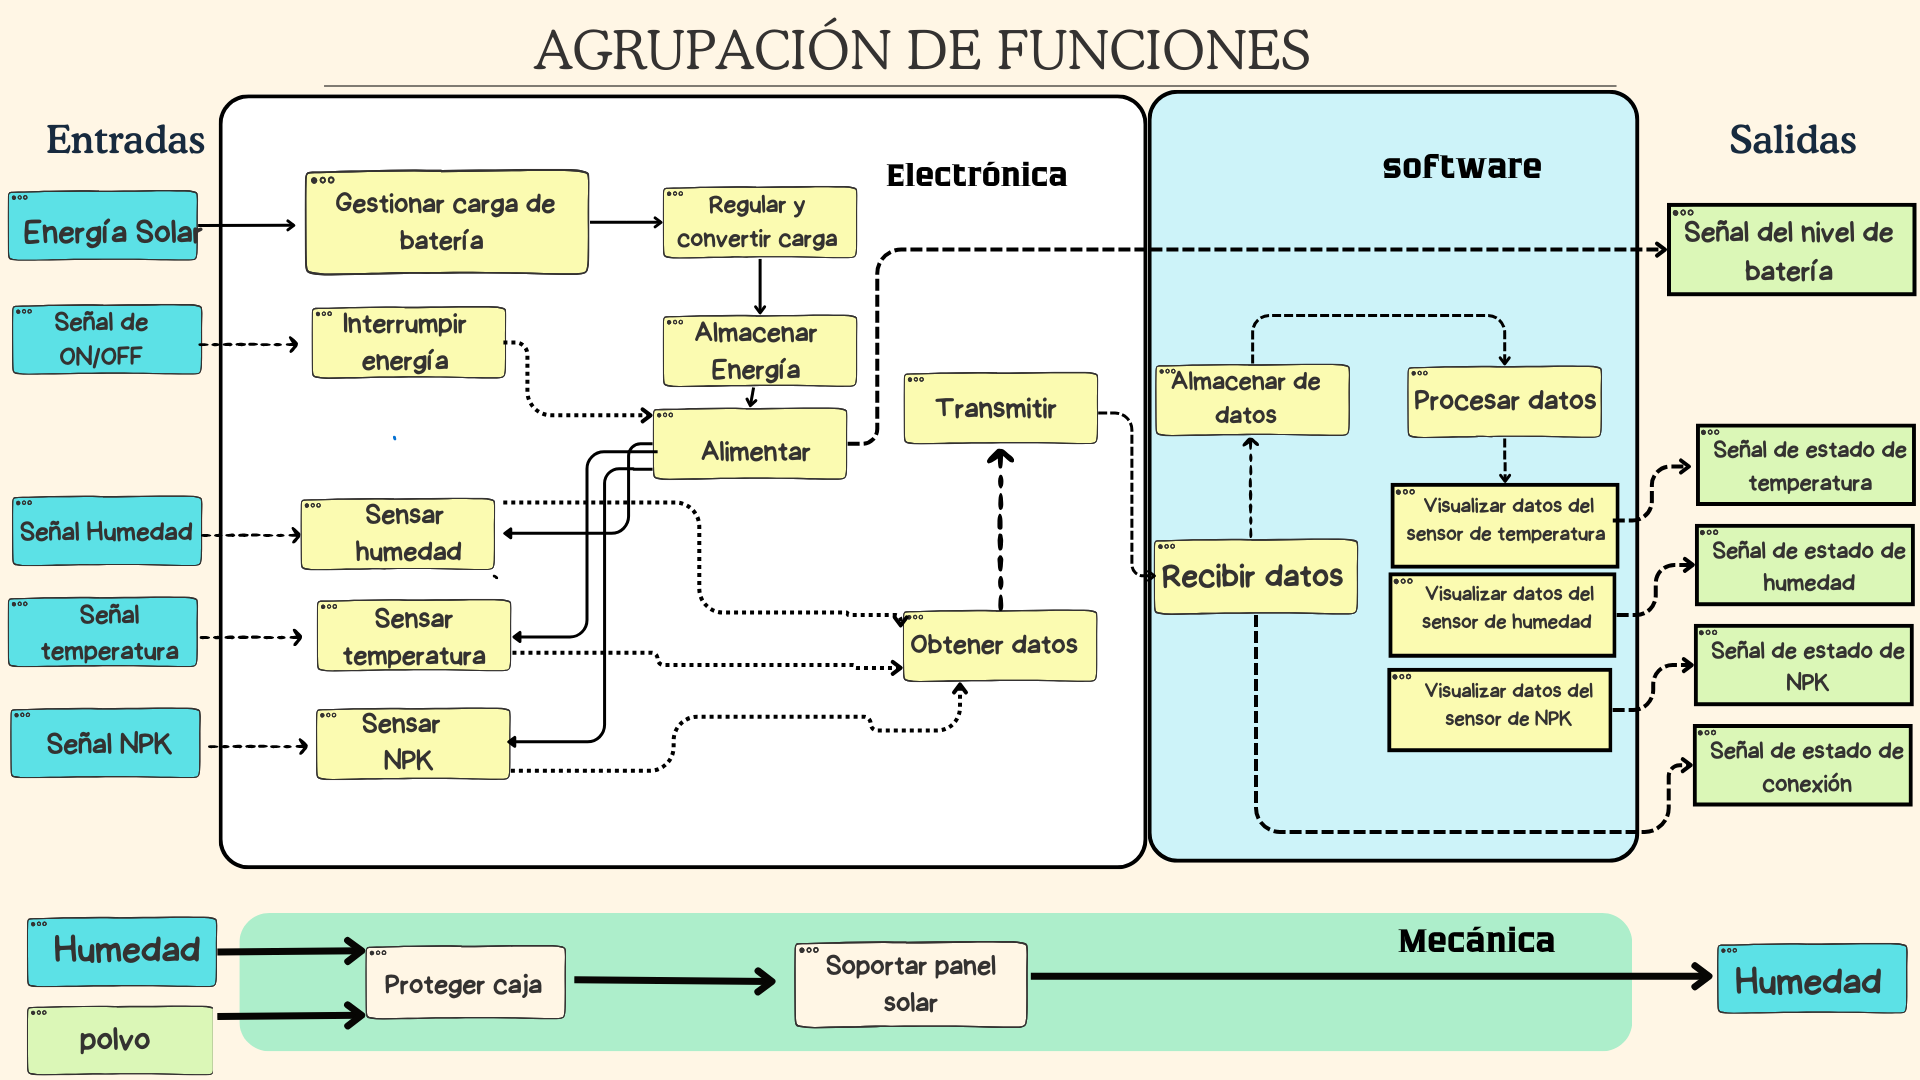 AGRUPACIÓN DE FUNCIONES
Entradas
Energía Solar
Señal de
ON/OFF
Señal Humedad
Señal
temperatura
Señal NPK
Electrónica
Gestionar carga de
batería
Regular y
convertir carga
Interrumpir
energía
Almacenar
Energía
Alimentar
Transmitir
Sensar
humedad
Sensar
temperatura
Sensar
NPK
Obtener datos
software
Almacenar de
datos
Procesar datos
Recibir datos
Visualizar datos del
sensor de temperatura
Visualizar datos del
sensor de humedad
Visualizar datos del
sensor de NPK
Salidas
Señal del nivel de
batería
Señal de estado de
temperatura
Señal de estado de
humedad
Señal de estado de
NPK
Señal de estado de
conexión
Humedad
polvo
Mecánica
Proteger caja
Soportar panel
solar
Humedad